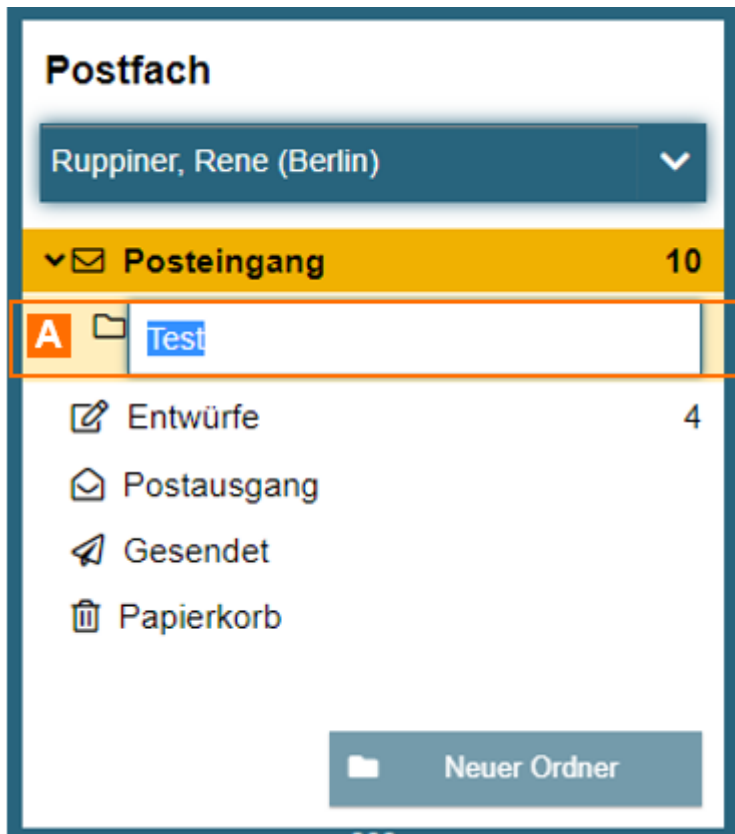 Postfach
Ruppiner, Rene (Berlin)
Posteingang 10
A Test
Entwürfe 4
Postausgang
Gesendet
Papierkorb
Neuer Ordner